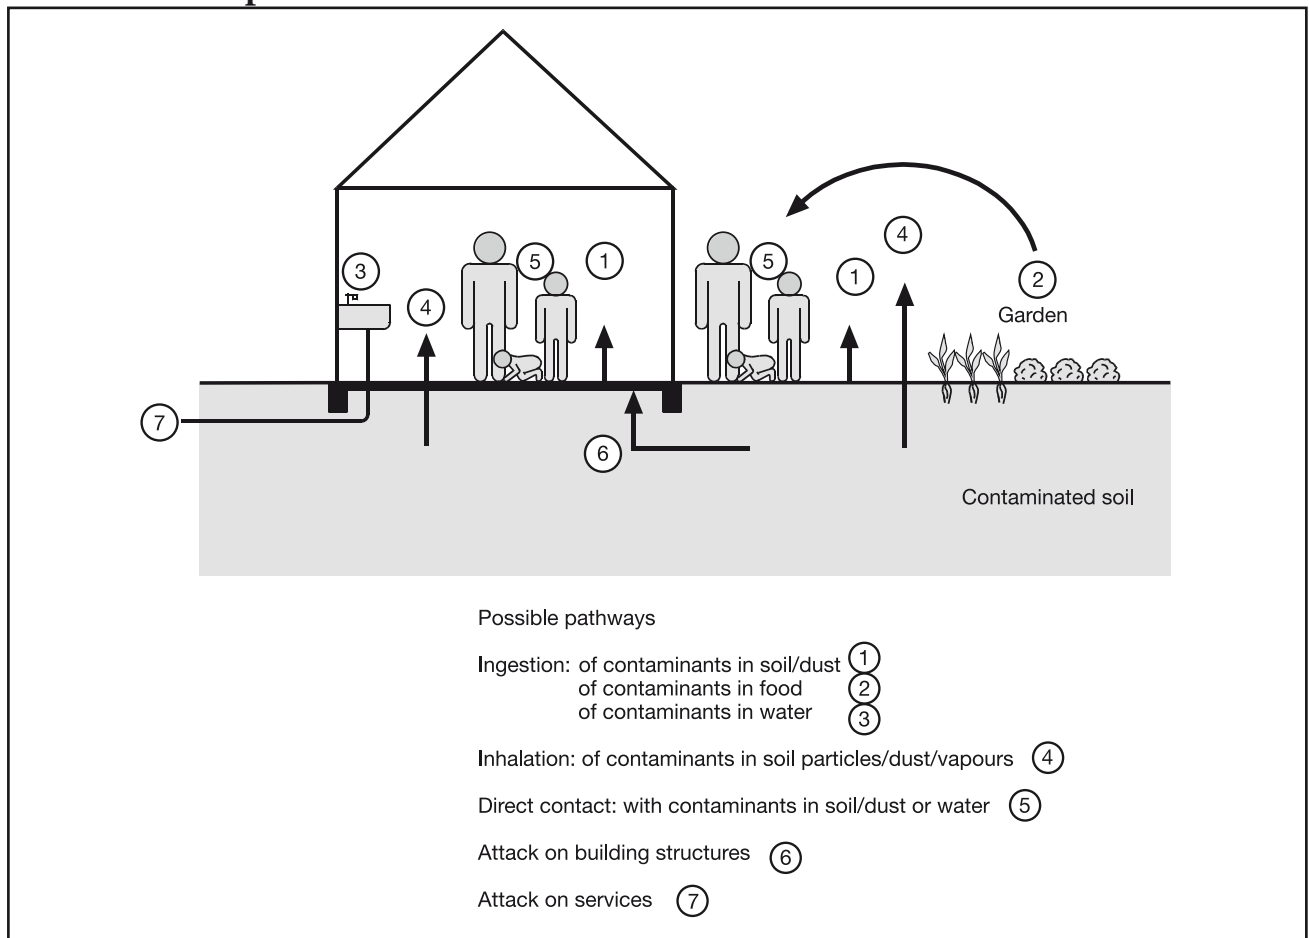 3
4
5
1
5
1
4
2
Garden
7
6
Contaminated soil
Possible pathways
Ingestion: of contaminants in soil/dust 1
of contaminants in food 2
of contaminants in water 3
Inhalation: of contaminants in soil particles/dust/vapours 4
Direct contact: with contaminants in soil/dust or water 5
Attack on building structures 6
Attack on services 7